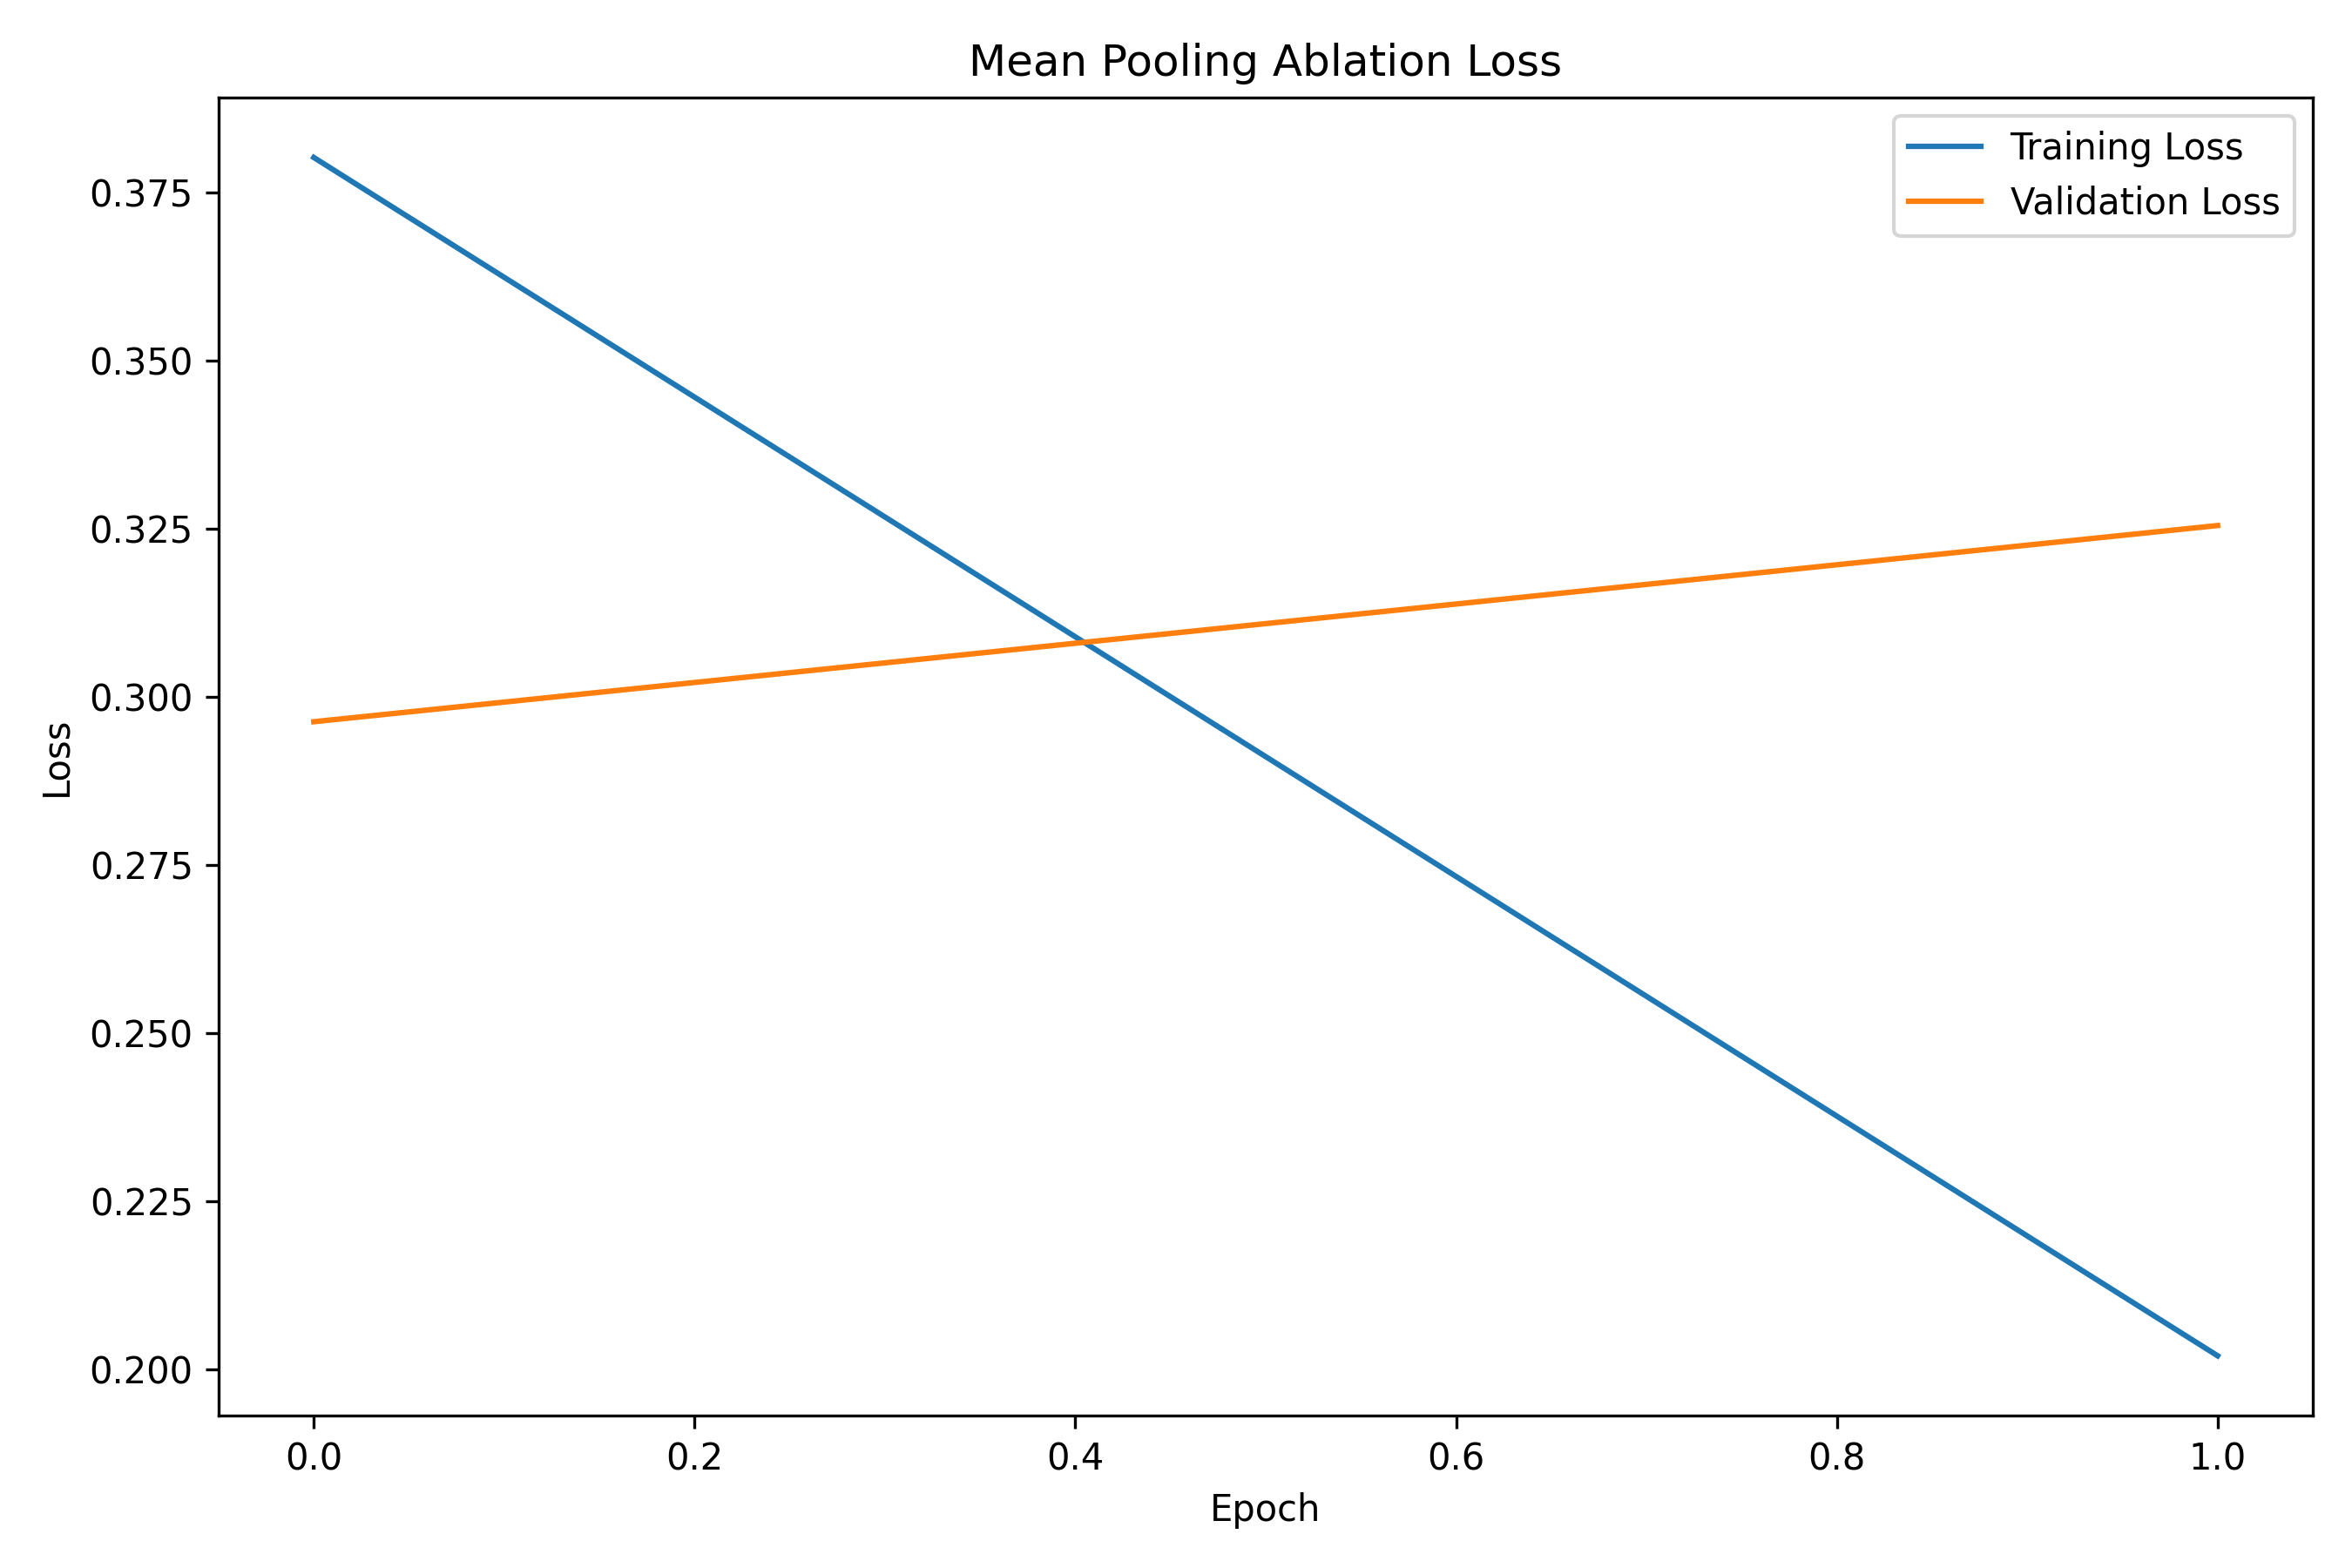 Mean Pooling Ablation Loss
Training Loss
Validation Loss
0.375
0.350
0.325
0.300
0.275
0.250
0.225
0.200
Loss
0.0 0.2 0.4 0.6 0.8 1.0
Epoch